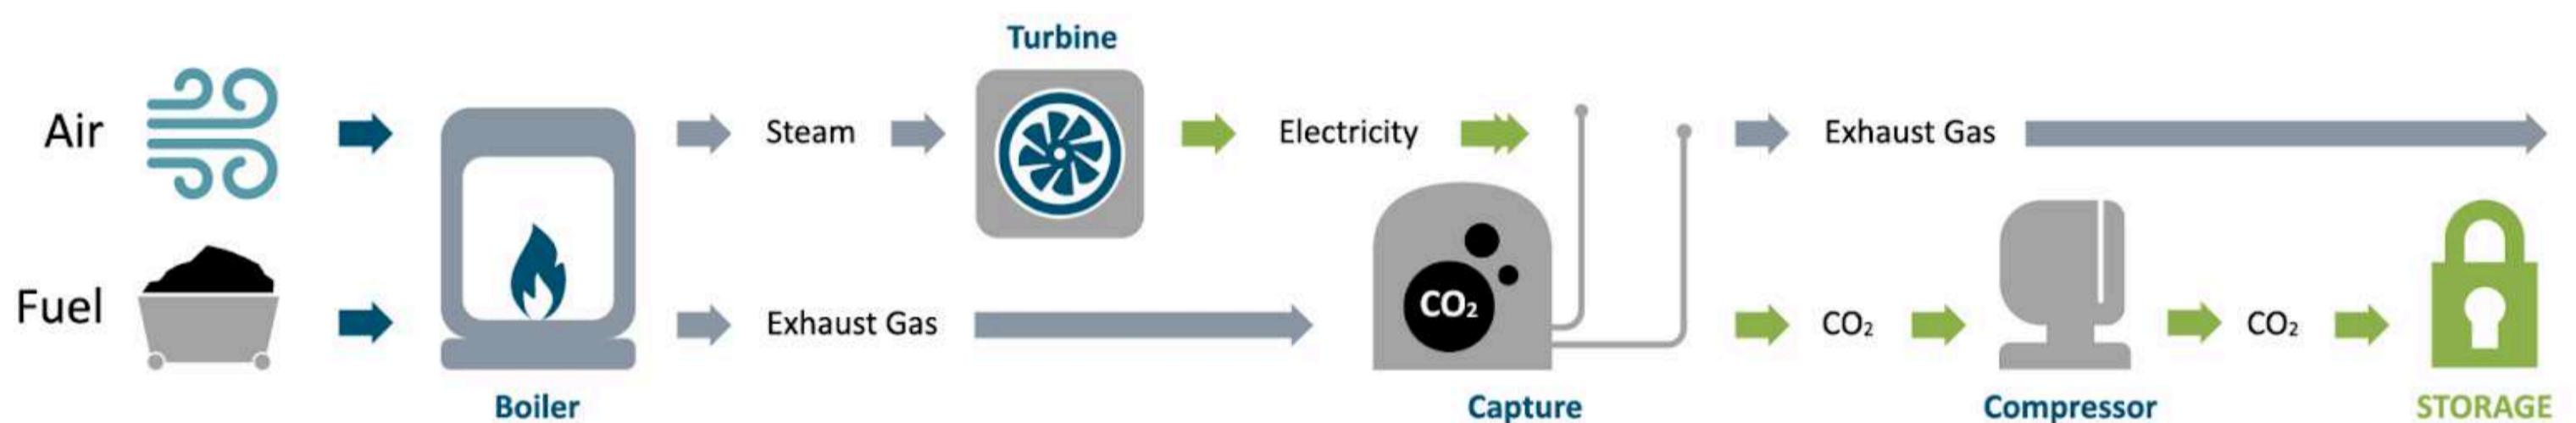 Turbine
Air
Steam
Electricity
Exhaust Gas
Fuel
Exhaust Gas
CO₂
CO₂
CO₂
Boiler
Capture
Compressor
STORAGE